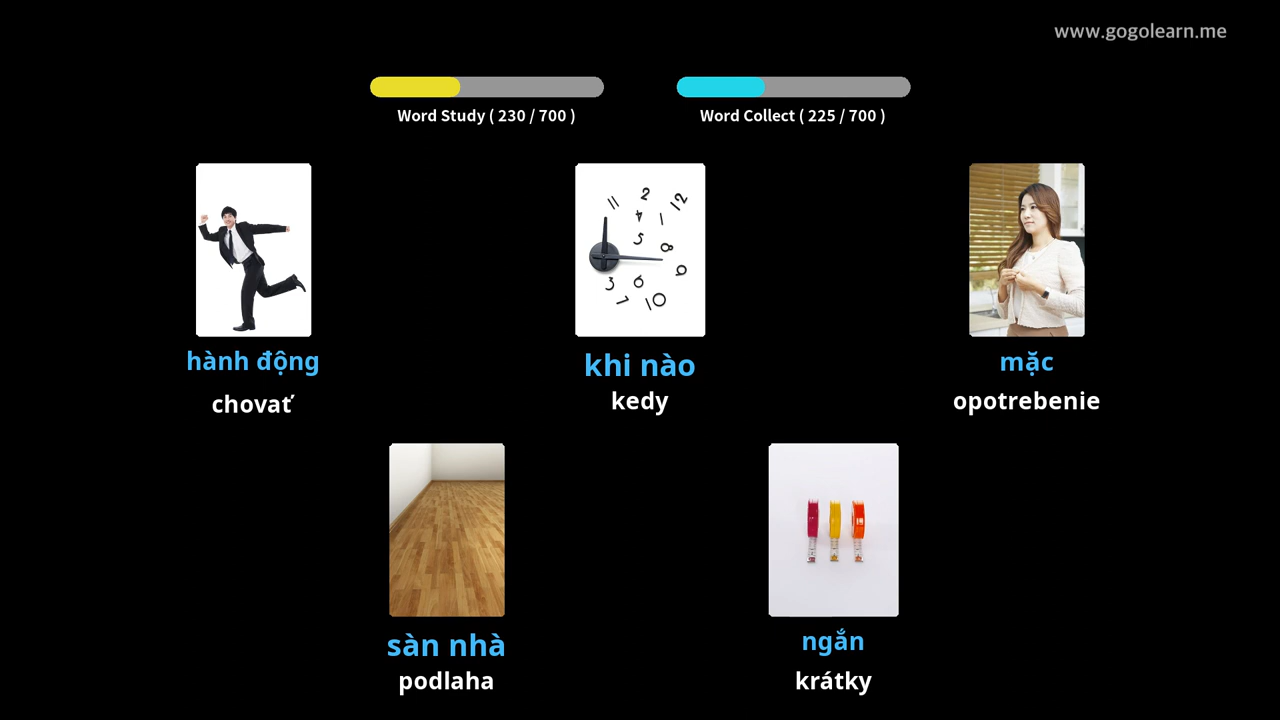 www.gogolearn.me
Word Study ( 230 / 700 )
Word Collect ( 225 / 700 )
hành động
chovať
khi nào
kedy
mặc
opotrebenie
sàn nhà
podlaha
ngắn
krátky